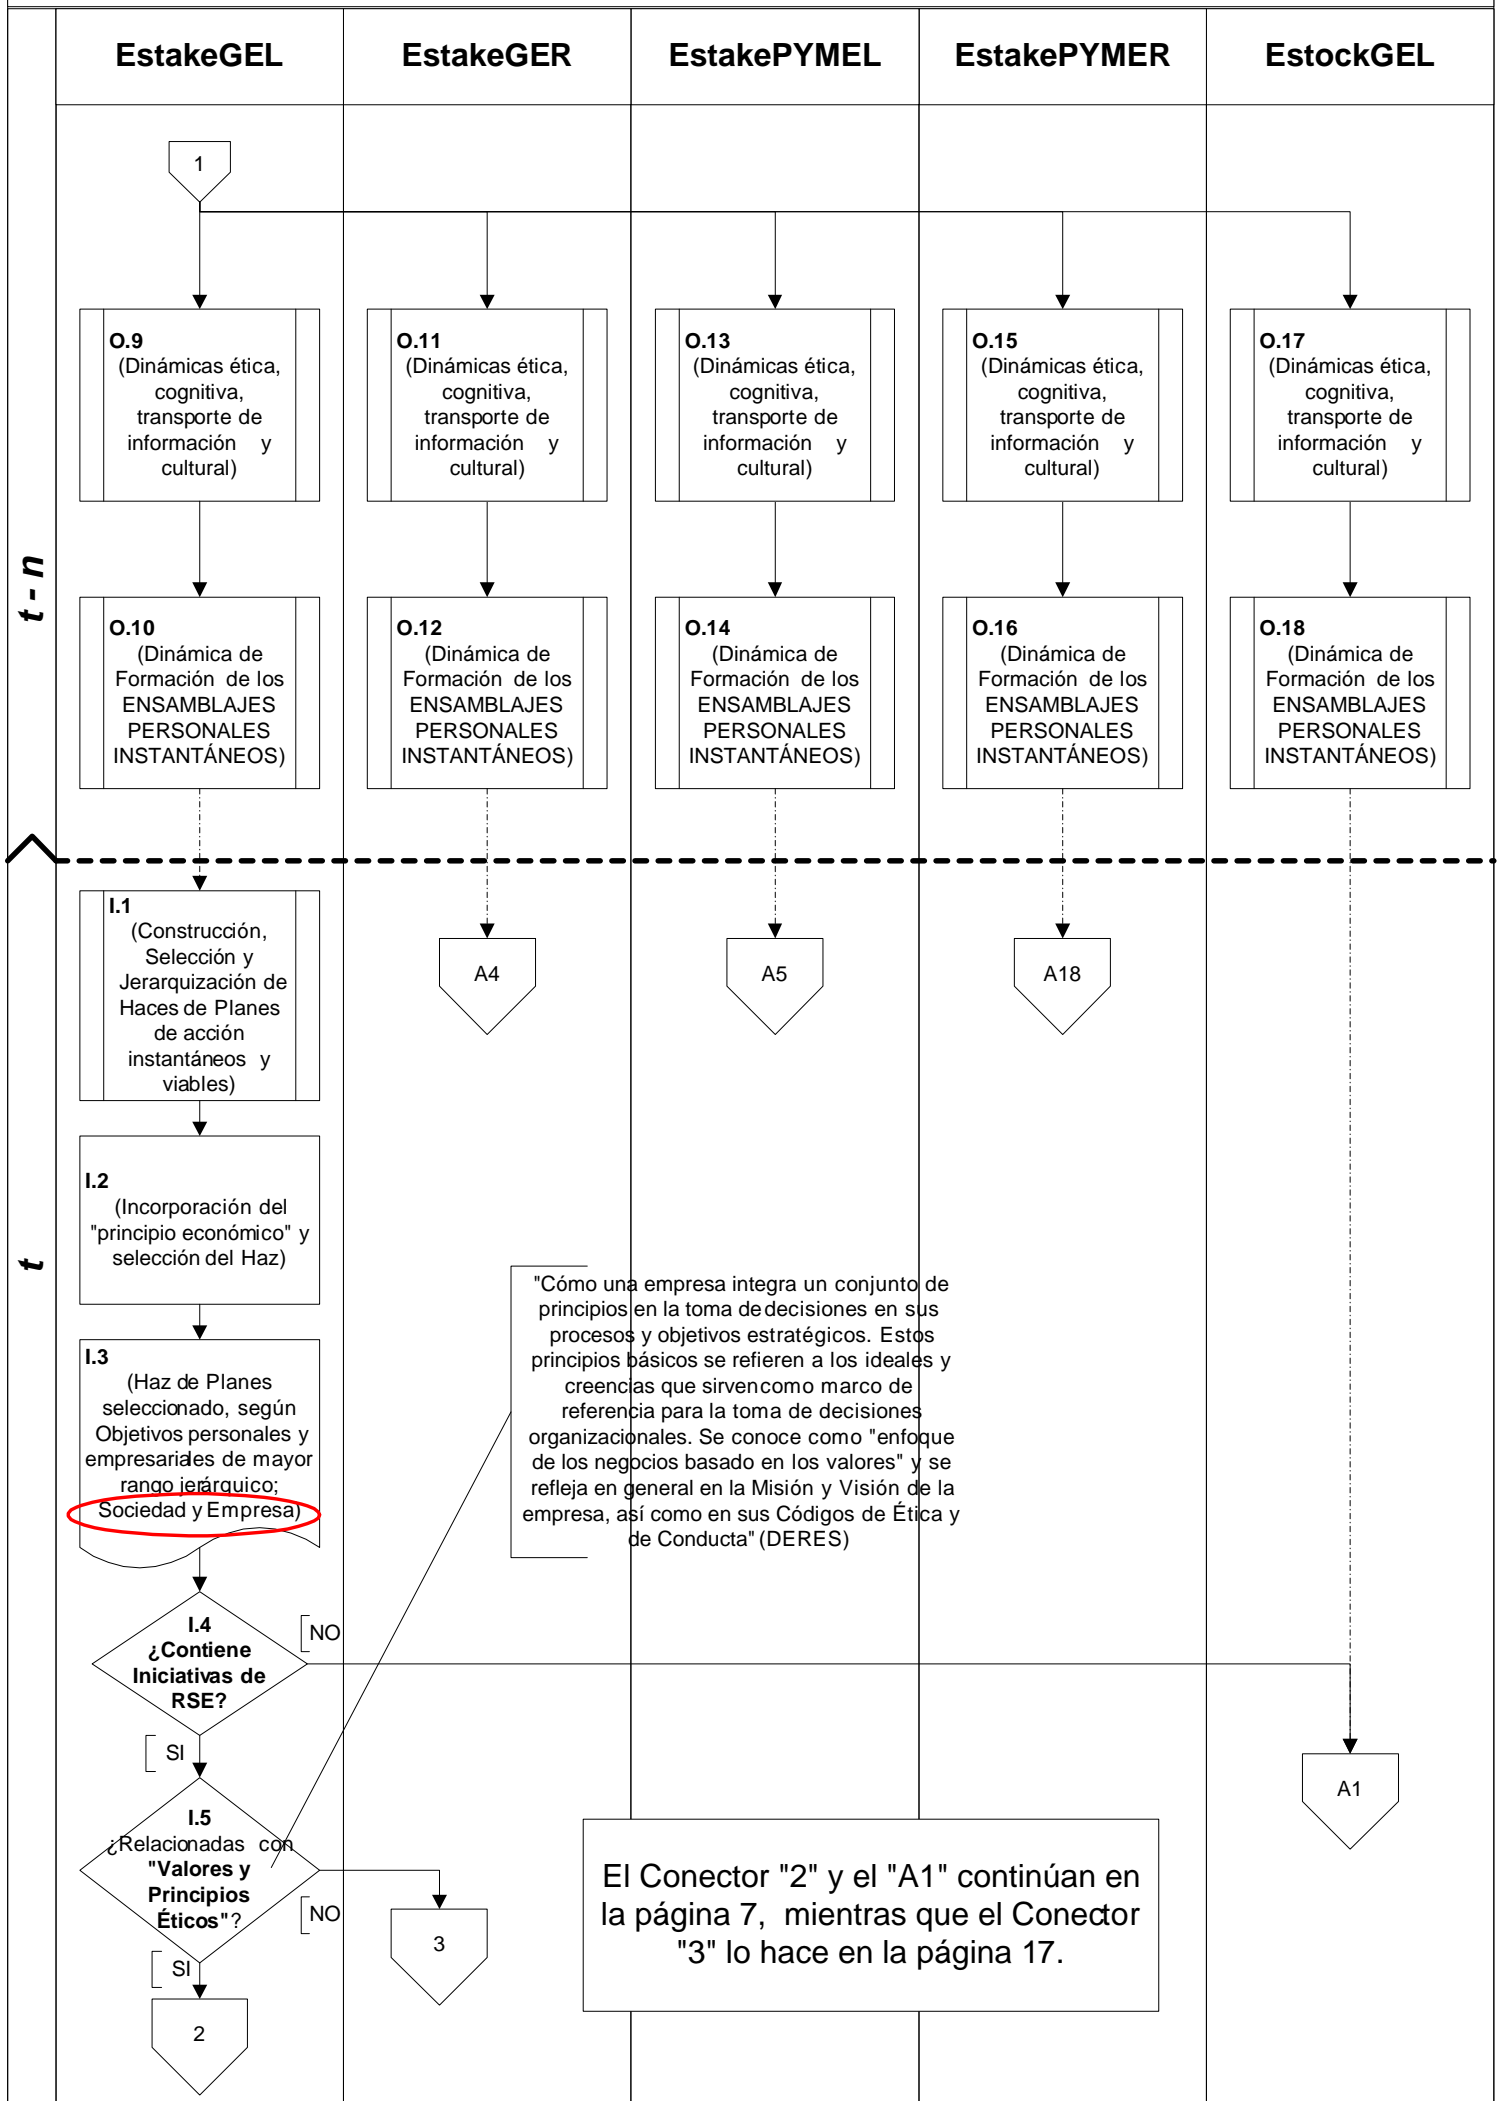 EstakeGEL
EstakeGER
EstakePYMEL
EstakePYMER
EstockGEL
t - n
1
O.9
(Dinámicas ética,
cognitiva,
transporte de
información y
cultural)
O.11
(Dinámicas ética,
cognitiva,
transporte de
información y
cultural)
O.13
(Dinámicas ética,
cognitiva,
transporte de
información y
cultural)
O.15
(Dinámicas ética,
cognitiva,
transporte de
información y
cultural)
O.17
(Dinámicas ética,
cognitiva,
transporte de
información y
cultural)
O.10
(Dinámica de
Formación de los
ENSAMBLAJES
PERSONALES
INSTANTÁNEOS)
O.12
(Dinámica de
Formación de los
ENSAMBLAJES
PERSONALES
INSTANTÁNEOS)
O.14
(Dinámica de
Formación de los
ENSAMBLAJES
PERSONALES
INSTANTÁNEOS)
O.16
(Dinámica de
Formación de los
ENSAMBLAJES
PERSONALES
INSTANTÁNEOS)
O.18
(Dinámica de
Formación de los
ENSAMBLAJES
PERSONALES
INSTANTÁNEOS)
t
I.1
(Construcción,
Selección y
Jerarquización de
Haces de Planes
de acción
instantáneos y
viables)
A4
A5
A18
I.2
(Incorporación del
"principio económico" y
selección del Haz)
I.3
(Haz de Planes
seleccionado, según
Objetivos personales y
empresariales de mayor
rango jerárquico;
Sociedad y Empresa)
"Cómo una empresa integra un conjunto de
principios en la toma de decisiones en sus
procesos y objetivos estratégicos. Estos
principios básicos se refieren a los ideales y
creencias que sirven como marco de
referencia para la toma de decisiones
organizacionales. Se conoce como "enfoque
de los negocios basado en los valores" y se
refleja en general en la Misión y Visión de la
empresa, así como en sus Códigos de Ética y
de Conducta" (DERES)
I.4
¿Contiene
Iniciativas de
RSE?
NO
SI
A1
I.5
¿Relacionadas con
"Valores y
Principios
Éticos"?
NO
SI
3
2
El Conector "2" y el "A1" continúan en
la página 7, mientras que el Conector
"3" lo hace en la página 17.